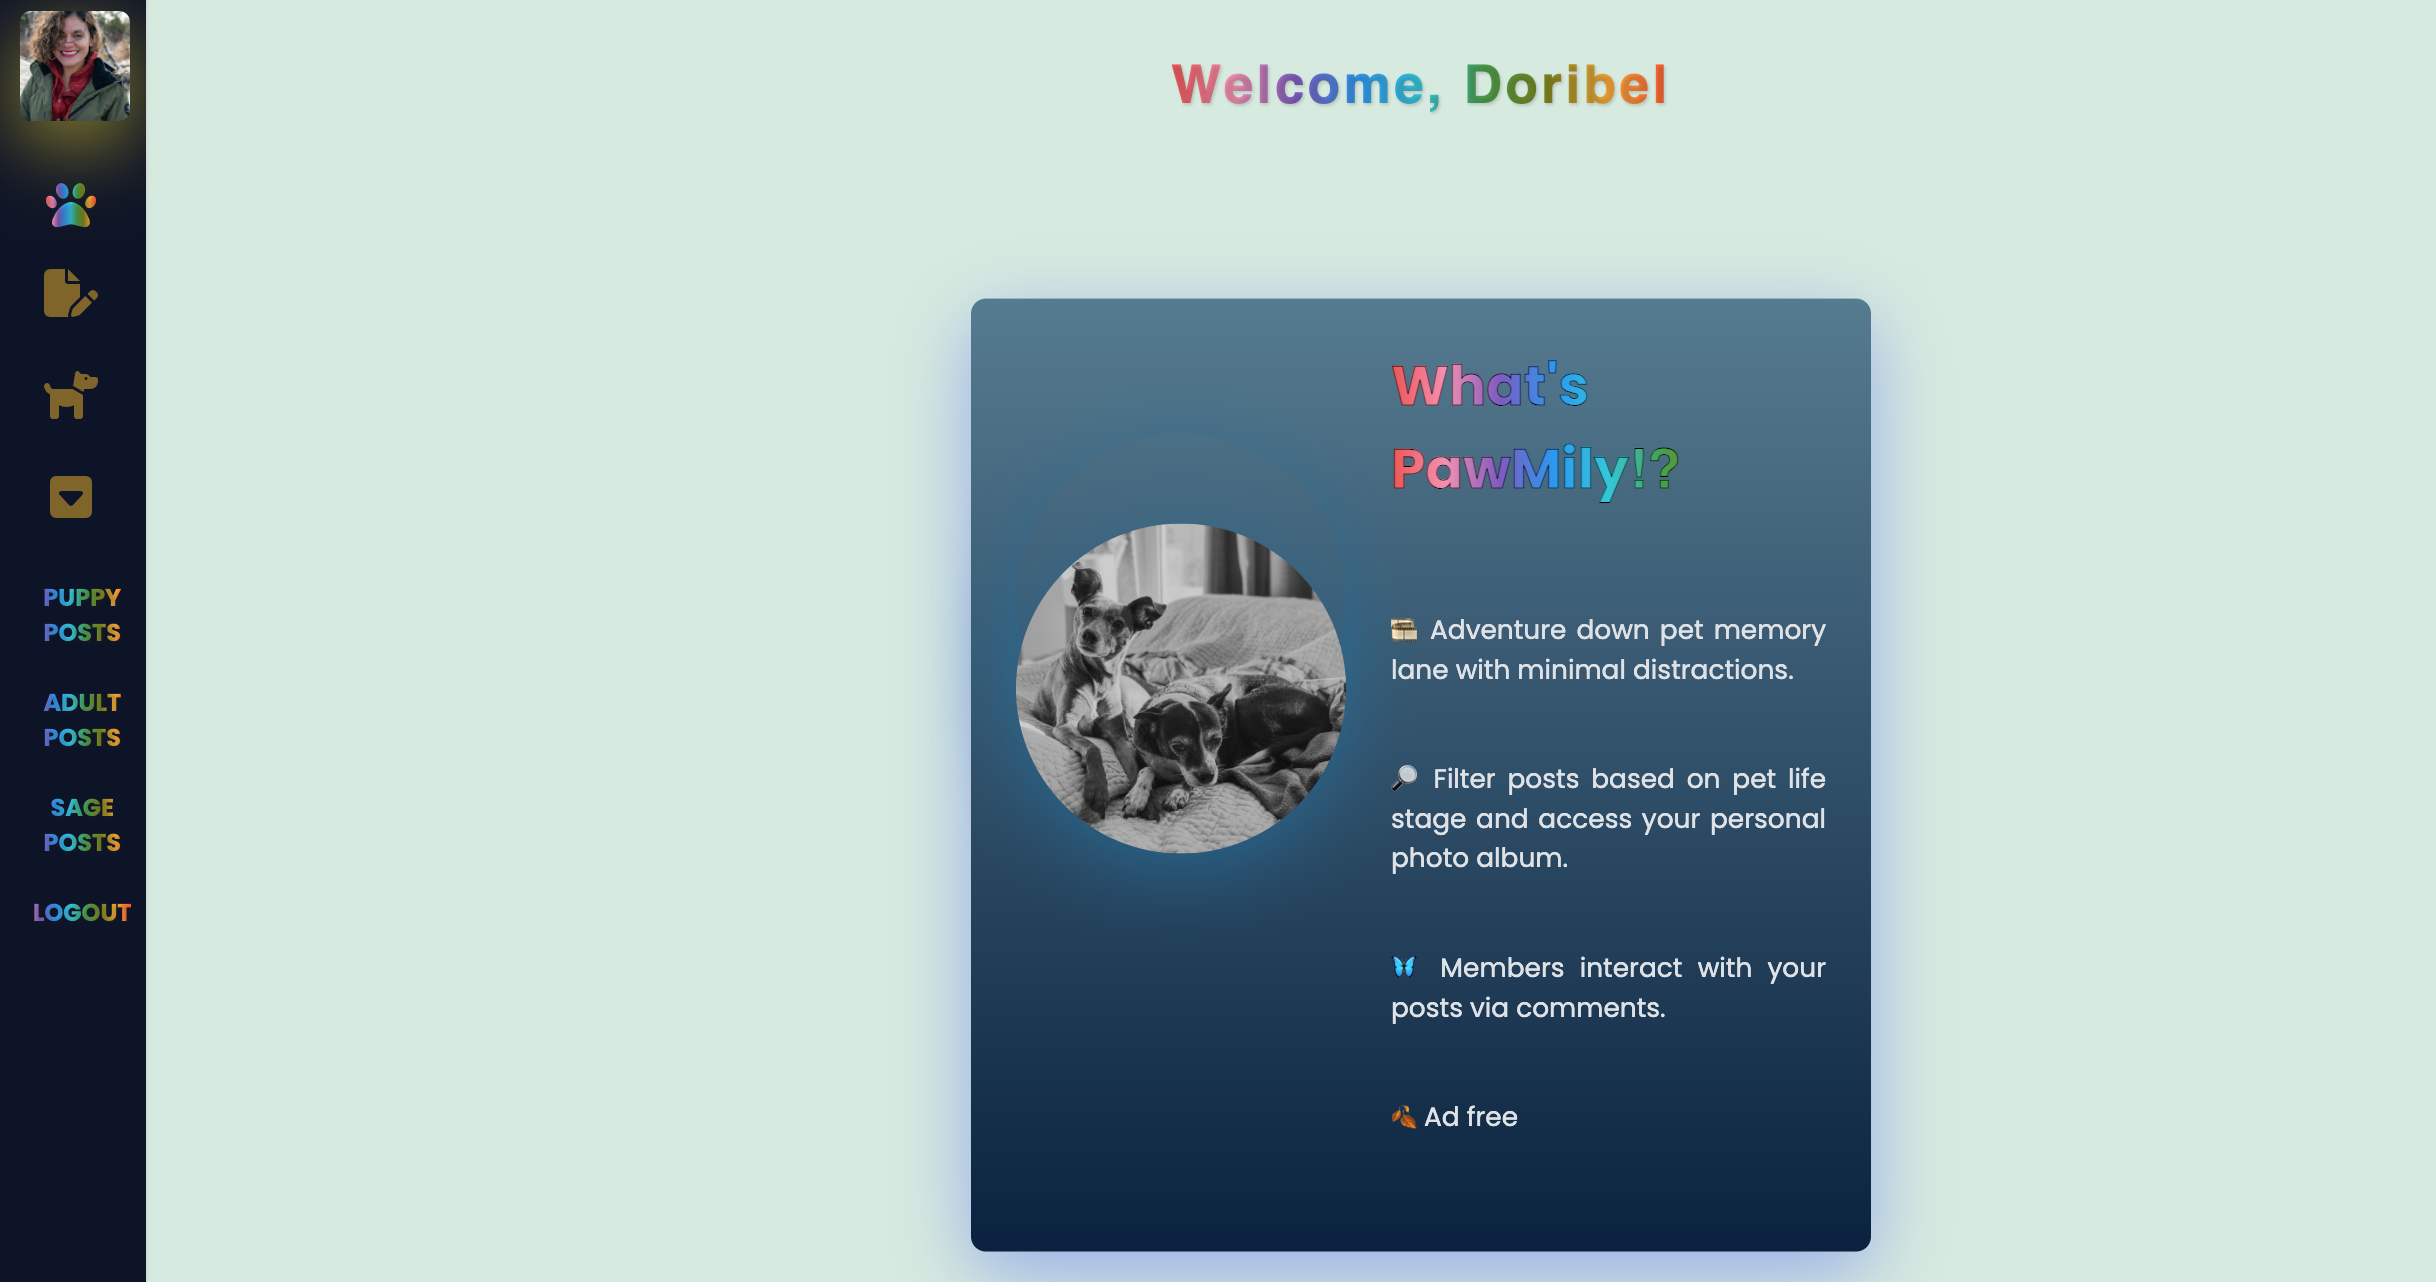 Welcome, Doribel
PUPPY
POSTS
ADULT
POSTS
SAGE
POSTS
LOGOUT
What's
PawMily!?
Adventure down pet memory
lane with minimal distractions.
Filter posts based on pet life
stage and access your personal
photo album.
Members interact with your
posts via comments.
Ad free